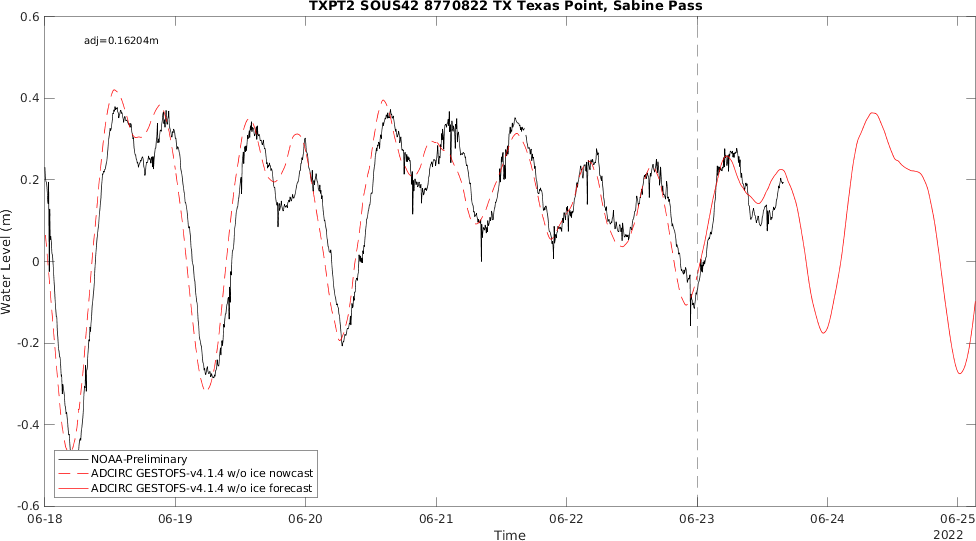 TXPT2 SOUS42 8770822 TX Texas Point, Sabine Pass
adj=0.16204m
0.6
0.4
0.2
0
-0.2
-0.4
-0.6
Water Level (m)
NOAA-Preliminary
ADCIRC GESTOFS-v4.1.4 w/o ice nowcast
ADCIRC GESTOFS-v4.1.4 w/o ice forecast
06-18 06-19 06-20 06-21 06-22 06-23 06-24 06-25
Time
2022